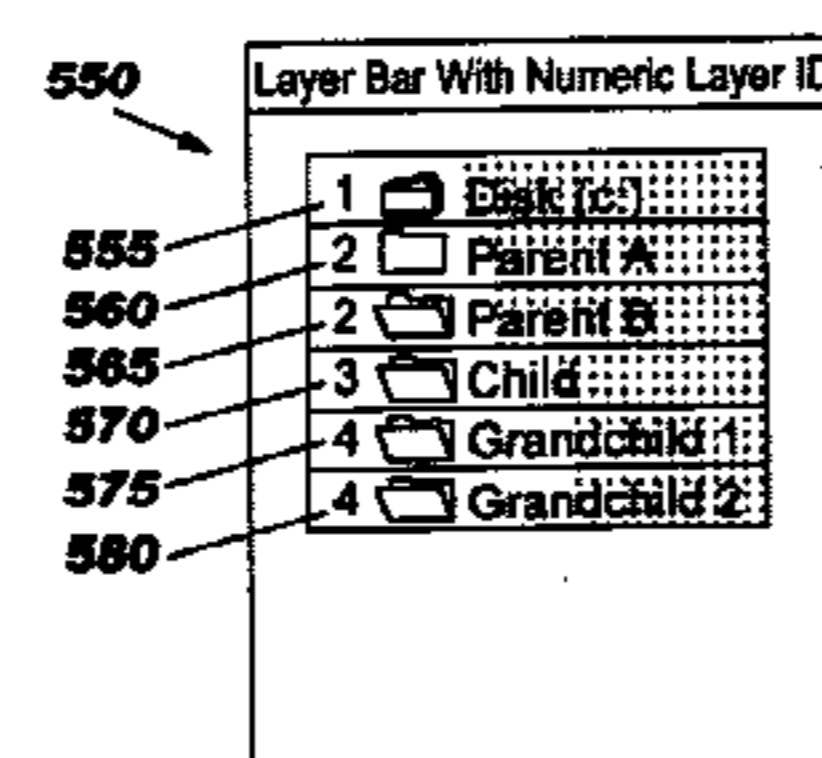 550
Layer Bar With Numeric Layer ID
1 Disk (c:)
555
2 Parent A
560
2 Parent B
565
3 Child
570
4 Grandchild 1
575
4 Grandchild 2
580